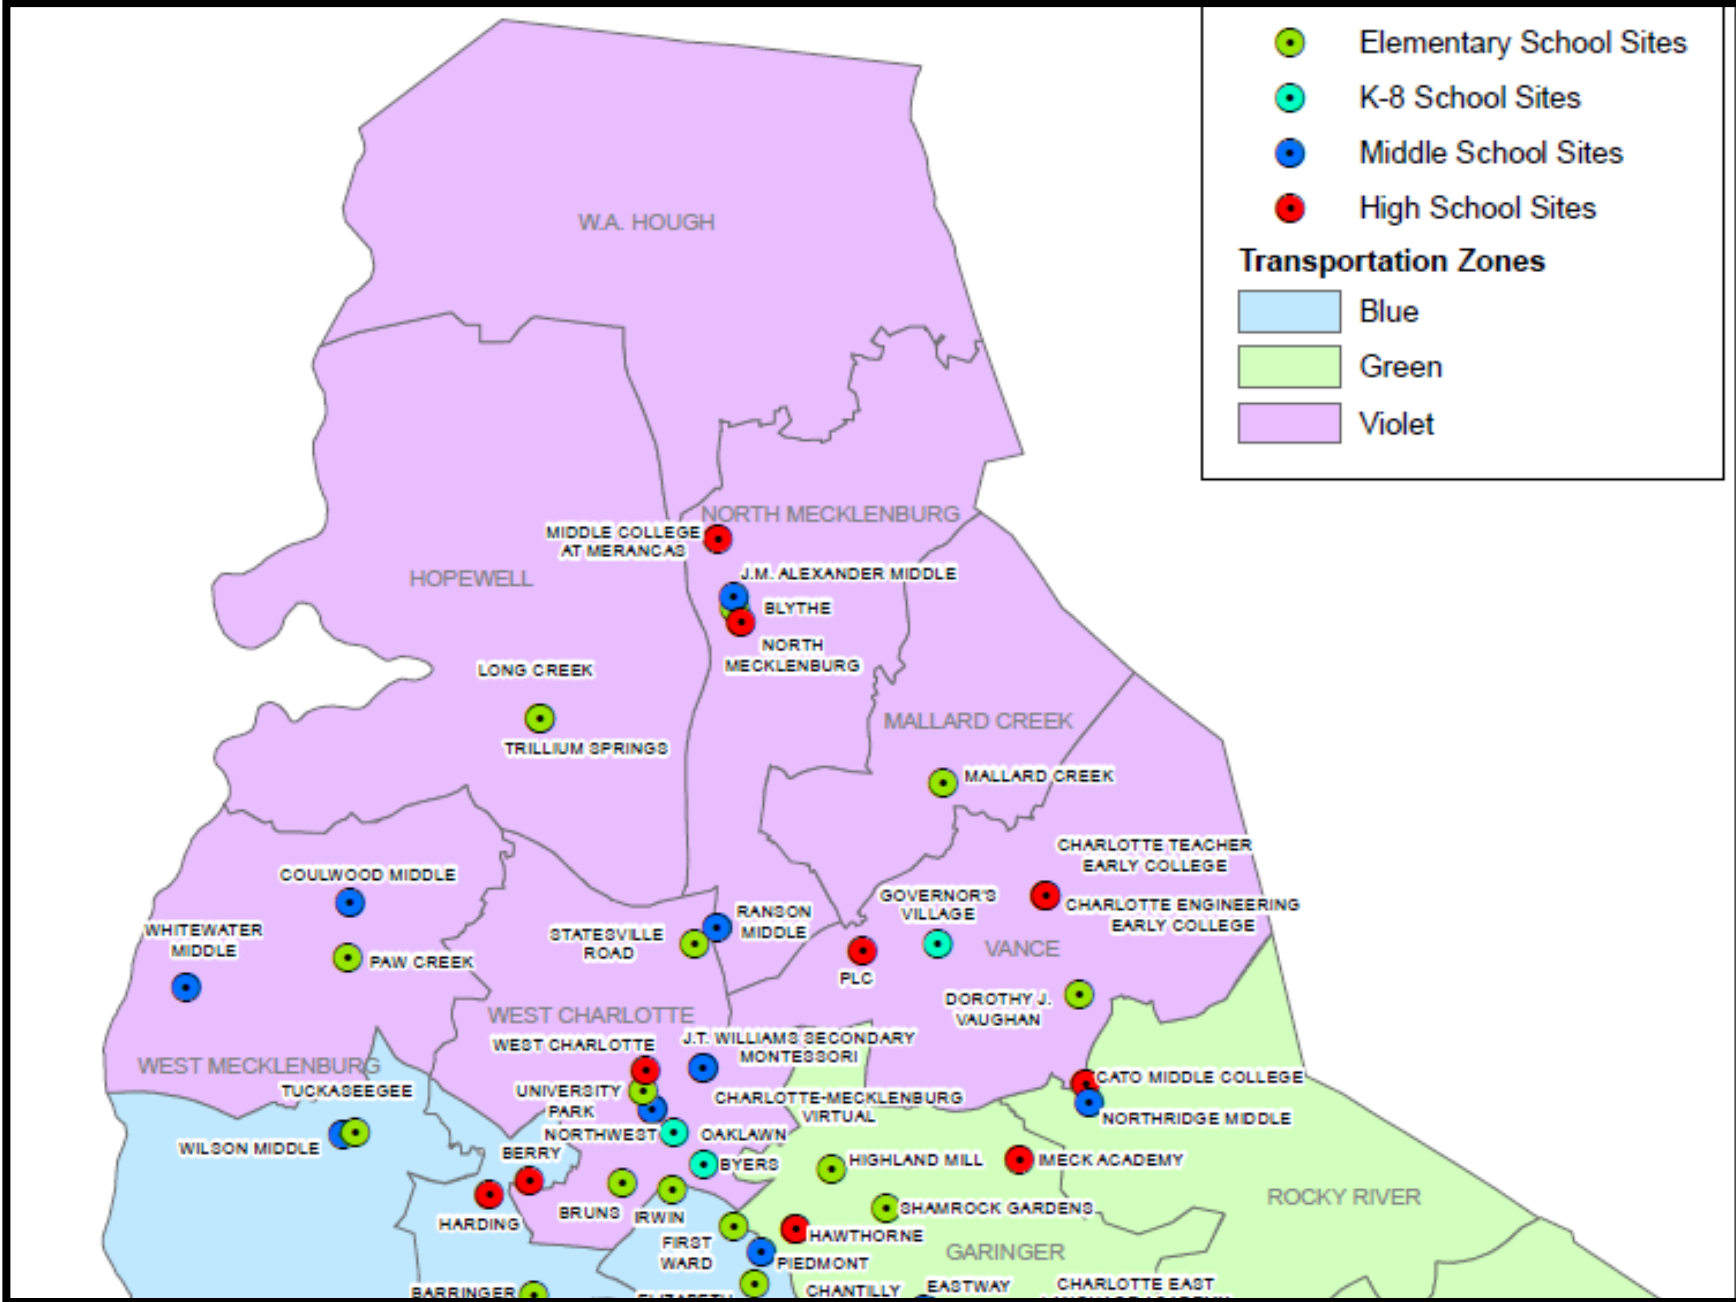 Elementary School Sites
K-8 School Sites
Middle School Sites
High School Sites
Transportation Zones
Blue
Green
Violet
W.A. HOUGH
NORTH MECKLENBURG
MIDDLE COLLEGE
AT MERANCAS
J.M. ALEXANDER MIDDLE
HOPEWELL
BLYTHE
NORTH
MECKLENBURG
LONG CREEK
TRILLIUM SPRINGS
MALLARD CREEK
MALLARD CREEK
CHARLOTTE TEACHER
EARLY COLLEGE
COULWOOD MIDDLE
GOVERNOR'S
VILLAGE
CHARLOTTE ENGINEERING
EARLY COLLEGE
WHITEWATER
MIDDLE
RANSON
MIDDLE
STATESVILLE
ROAD
VANCE
PAW CREEK
PLC
DOROTHY J.
VAUGHAN
WEST CHARLOTTE
WEST CHARLOTTE
J.T. WILLIAMS SECONDARY
MONTESSORI
WEST MECKLENBURG
CATO MIDDLE COLLEGE
TUCKASEEGEE
UNIVERSITY
PARK
CHARLOTTE-MECKLENBURG
VIRTUAL
NORTHRIDGE MIDDLE
WILSON MIDDLE
NORTHWEST
OAKLAWN
BERRY
BYERS
HIGHLAND MILL
IMECK ACADEMY
ROCKY RIVER
HARDING
BRUNS
IRWIN
SHAMROCK GARDENS
HAWTHORNE
FIRST
WARD
GARINGER
PIEDMONT
BARRINGER
CHANTILLY
EASTWAY
CHARLOTTE EAST
ELIZABETH
LANGUAGE ACADEMY